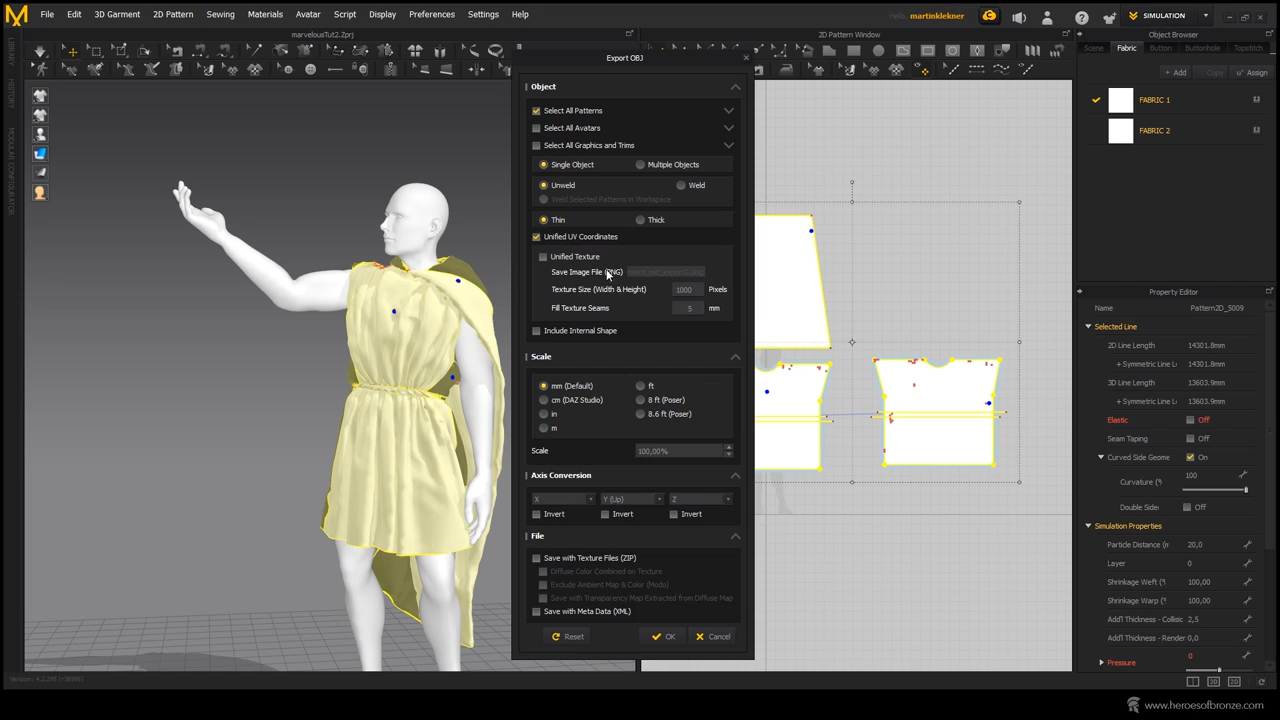 File Edit 3D Garment 2D Pattern Sewing Materials Avatar Script Display Preferences Settings Help
Hello, martinklekner
SIMULATION
marvelousTut2.Zprj
2D Pattern Window
Object Browser
LIBRARY
HISTORY
MODULAR CONFIGURATOR
Export OBJ
Object
Select All Patterns
Select All Avatars
Select All Graphics and Trims
Single Object Multiple Objects
Unweld Weld
Weld Selected Patterns in Workspace
Thin Thick
Unified UV Coordinates
Unified Texture
Save Image File (PNG)
Texture Size (Width & Height) 1000 Pixels
Fill Texture Seams 5 mm
Include Internal Shape
Scale
mm (Default) ft
cm (DAZ Studio) 8 ft (Poser)
in 8.6 ft (Poser)
m
Scale 100,00%
Axis Conversion
X Y (Up) Z
Invert Invert Invert
File
Save with Texture Files (ZIP)
Diffuse Color Combined on Texture
Exclude Ambient Map & Color (Modo)
Save with Transparency Map Extracted from Diffuse Map
Save with Meta Data (XML)
Reset OK Cancel
Scene Fabric Button Buttonhole Topstitch
+ Add Copy Assign
FABRIC 1
FABRIC 2
Property Editor
Name Pattern2D_5009
Selected Line
2D Line Length 14301.8mm
+ Symmetric Line L 14301.8mm
3D Line Length 13603.9mm
+ Symmetric Line L 13603.9mm
Elastic Off
Seam Taping Off
Curved Side Geome On
Curvature (% 100
Double Side Off
Simulation Properties
Particle Distance (m 20,0
Layer 0
Shrinkage Weft (% 100,00
Shrinkage Warp (% 100,00
Add'l Thickness - Collisic 2,5
Add'l Thickness - Render 0,0
Pressure 0
3D 2D
www.heroesofbronze.com